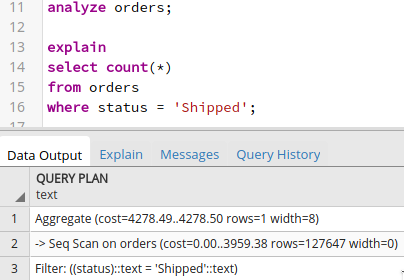 11 analyze orders;
12
13 explain
14 select count(*)
15 from orders
16 where status = 'Shipped';
17
Data Output Explain Messages Query History
QUERY PLAN
text
1 Aggregate (cost=4278.49..4278.50 rows=1 width=8)
2 -> Seq Scan on orders (cost=0.00..3959.38 rows=127647 width=0)
3 Filter: ((status)::text = 'Shipped'::text)